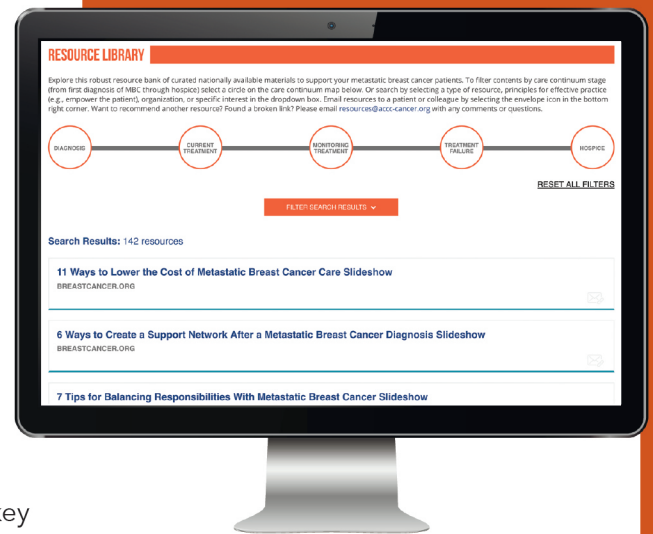 RESOURCE LIBRARY
Explore this robust resource bank of curated nationally available materials to support your metastatic breast cancer patients. To filter contents by care continuum stage
(from first diagnosis of MBC through hospice) select a circle on the care continuum map below. Or search by selecting a type of resource, principles for effective practice
(e.g., empower the patient), organization, or specific interest in the dropdown box. Email resources to a patient or colleague by selecting the envelope icon in the bottom
right corner. Want to recommend another resource? Found a broken link? Please email resources@accc-cancer.org with any comments or questions.
DIAGNOSIS
CURRENT
TREATMENT
MONITORING
TREATMENT
TREATMENT
FAILURE
HOSPICE
RESET ALL FILTERS
FILTER SEARCH RESULTS
Search Results: 142 resources
11 Ways to Lower the Cost of Metastatic Breast Cancer Care Slideshow
BREASTCANCER.ORG
6 Ways to Create a Support Network After a Metastatic Breast Cancer Diagnosis Slideshow
BREASTCANCER.ORG
7 Tips for Balancing Responsibilities With Metastatic Breast Cancer Slideshow